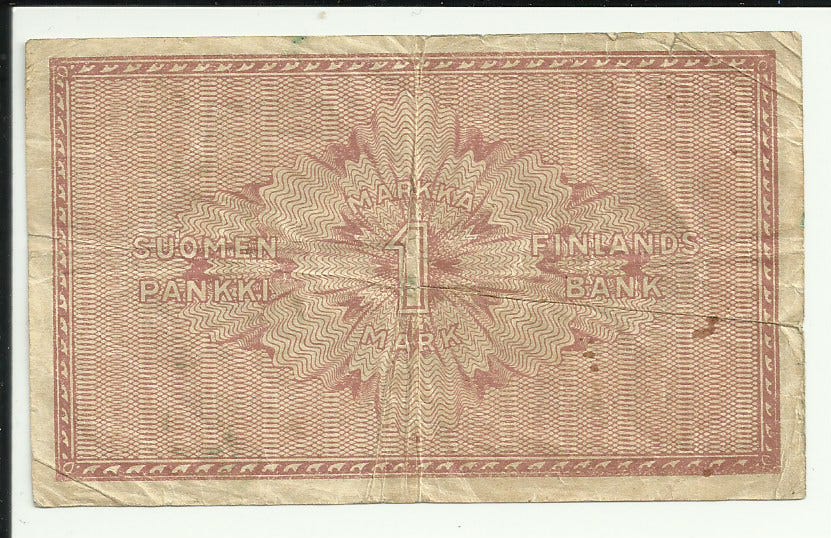 MARKKA
SUOMEN
PANKKI
1
FINLANDS
BANK
MARK